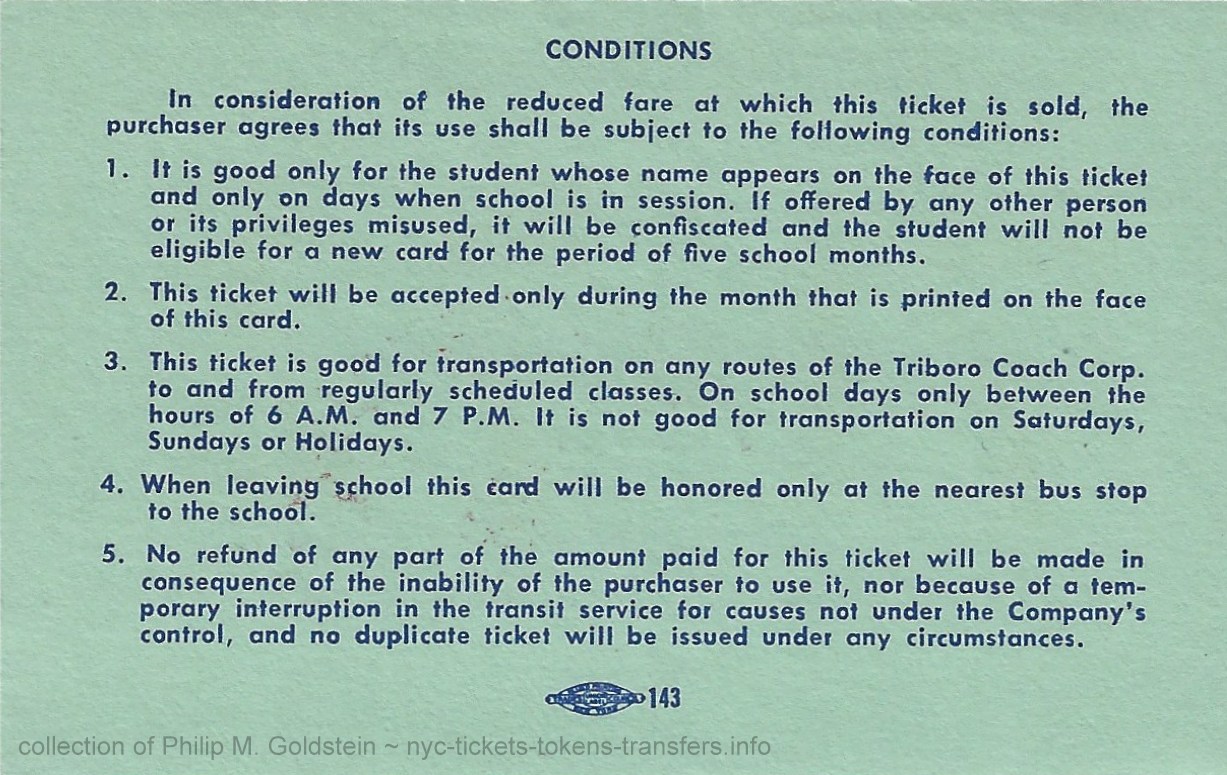 CONDITIONS
In consideration of the reduced fare at which this ticket is sold, the
purchaser agrees that its use shall be subject to the following conditions:
1. It is good only for the student whose name appears on the face of this ticket
and only on days when school is in session. If offered by any other person
or its privileges misused, it will be confiscated and the student will not be
eligible for a new card for the period of five school months.
2. This ticket will be accepted only during the month that is printed on the face
of this card.
3. This ticket is good for transportation on any routes of the Triboro Coach Corp.
to and from regularly scheduled classes. On school days only between the
hours of 6 A.M. and 7 P.M. It is not good for transportation on Saturdays,
Sundays or Holidays.
4. When leaving school this card will be honored only at the nearest bus stop
to the school.
5. No refund of any part of the amount paid for this ticket will be made in
consequence of the inability of the purchaser to use it, nor because of a tem-
porary interruption in the transit service for causes not under the Company's
control, and no duplicate ticket will be issued under any circumstances.
143
collection of Philip M. Goldstein ~ nyc-tickets-tokens-transfers.info